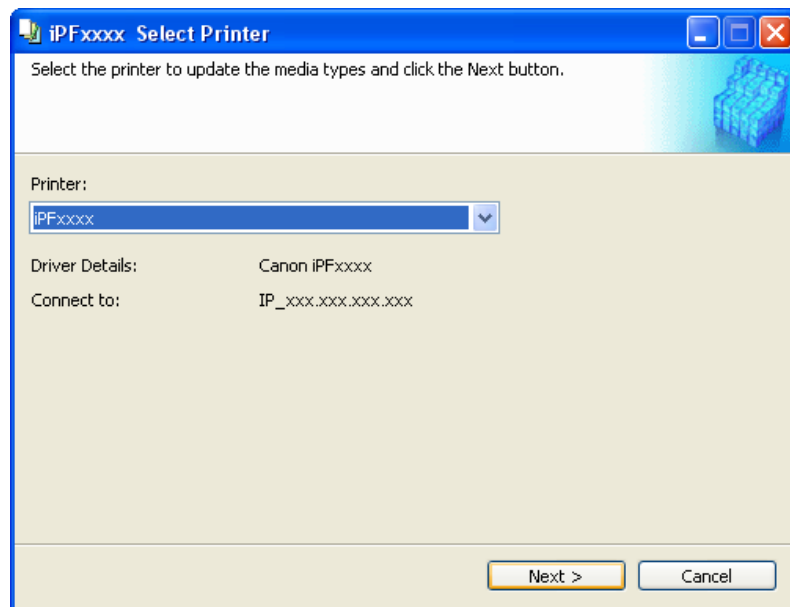 iPFxxxx Select Printer
Select the printer to update the media types and click the Next button.
Printer:
iPFxxxx
Driver Details: Canon iPFxxxx
Connect to: IP_xxx.xxx.xxx.xxx
Next > Cancel